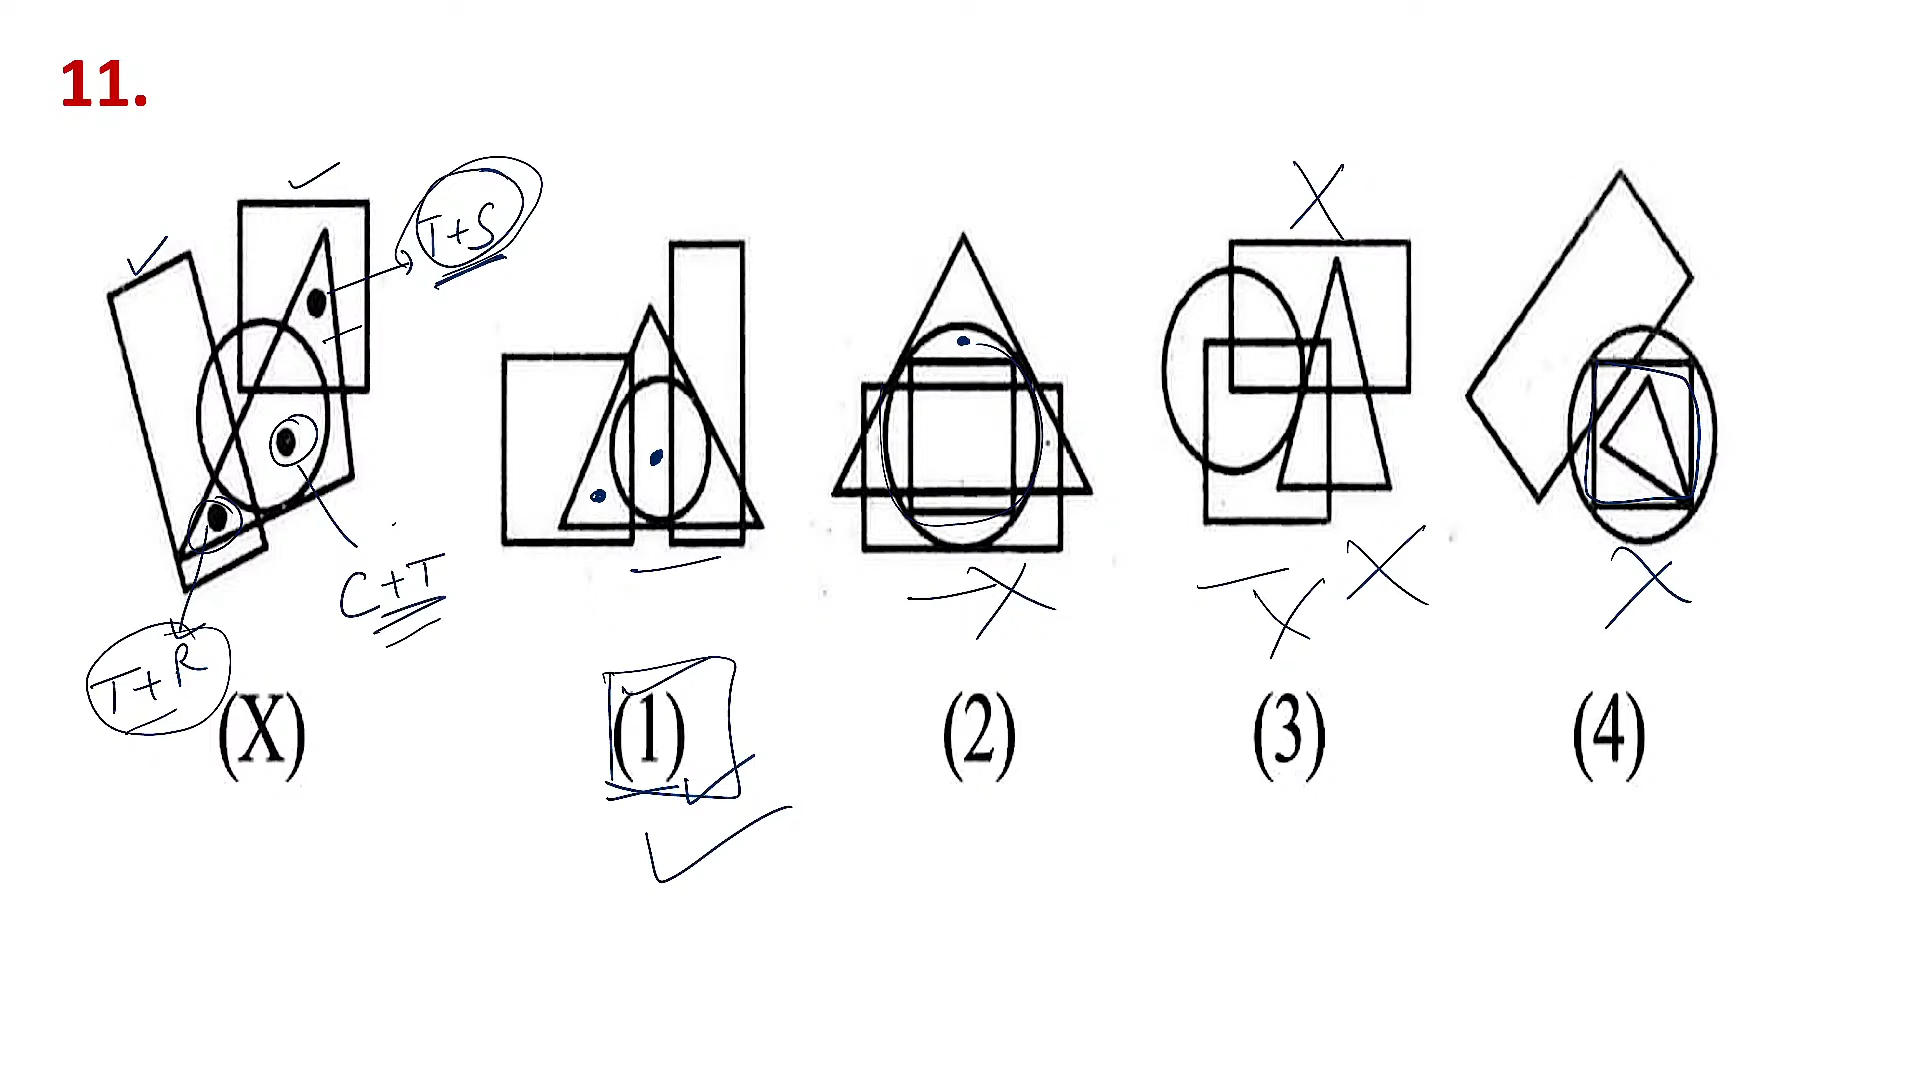 11.
T+S
C+T
T+R
(X) (1) (2) (3) (4)